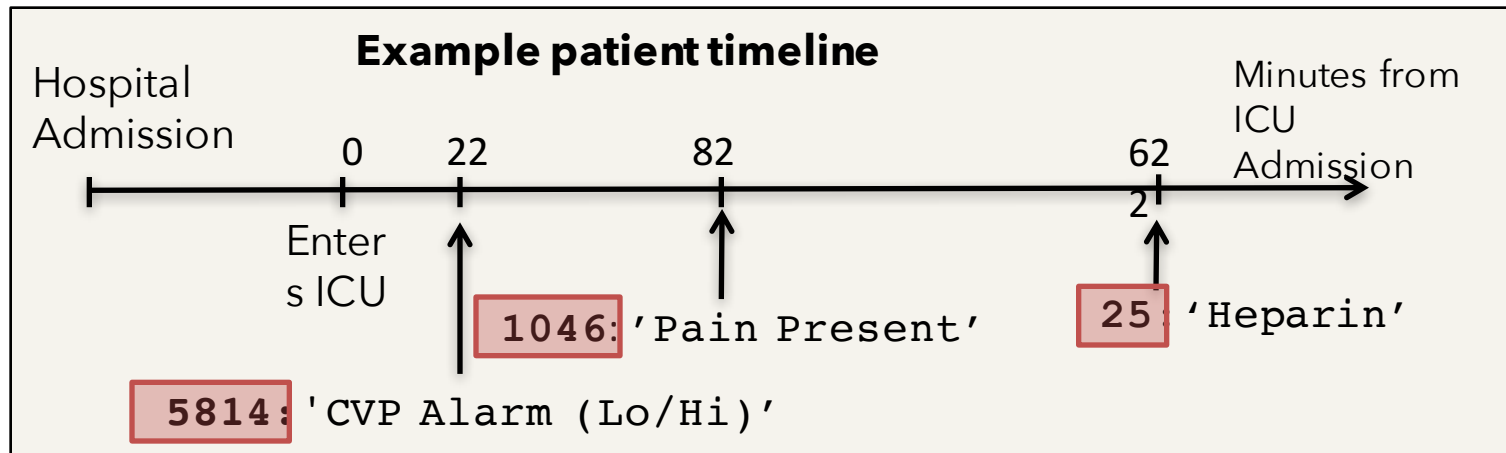 Example patient timeline
Hospital
Admission
Minutes from
ICU
Admission
0
22
82
62
2
Enter
s ICU
1046: ’Pain Present’
25: ‘Heparin’
5814: 'CVP Alarm (Lo/Hi)’